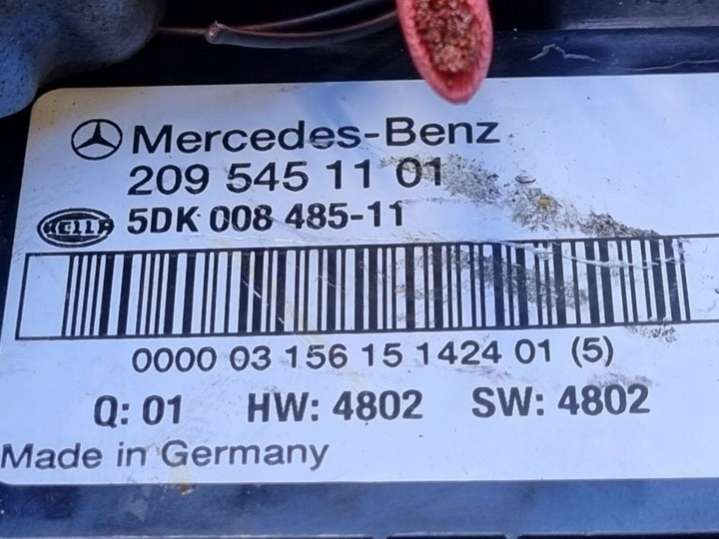 Mercedes-Benz
209 545 11 01
HELLA 5DK 008 485-11
0000 03 156 15 1424 01 (5)
Q: 01 HW: 4802 SW: 4802
Made in Germany